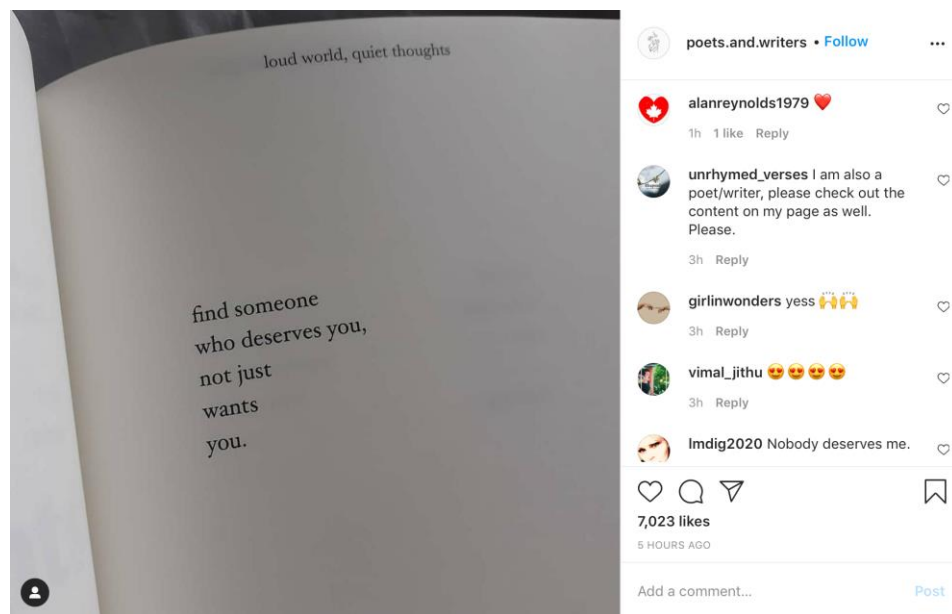 loud world, quiet thoughts
find someone
who deserves you,
not just
wants
you.
poets.and.writers • Follow
alanreynolds1979 ❤️
1h 1 like Reply
unrhymed_verses I am also a
poet/writer, please check out the
content on my page as well.
Please.
3h Reply
girlinwonders yess 🙌🙌
3h Reply
vimal_jithu 😍😍😍😍
3h Reply
lmdig2020 Nobody deserves me.
7,023 likes
5 HOURS AGO
Add a comment...
Post